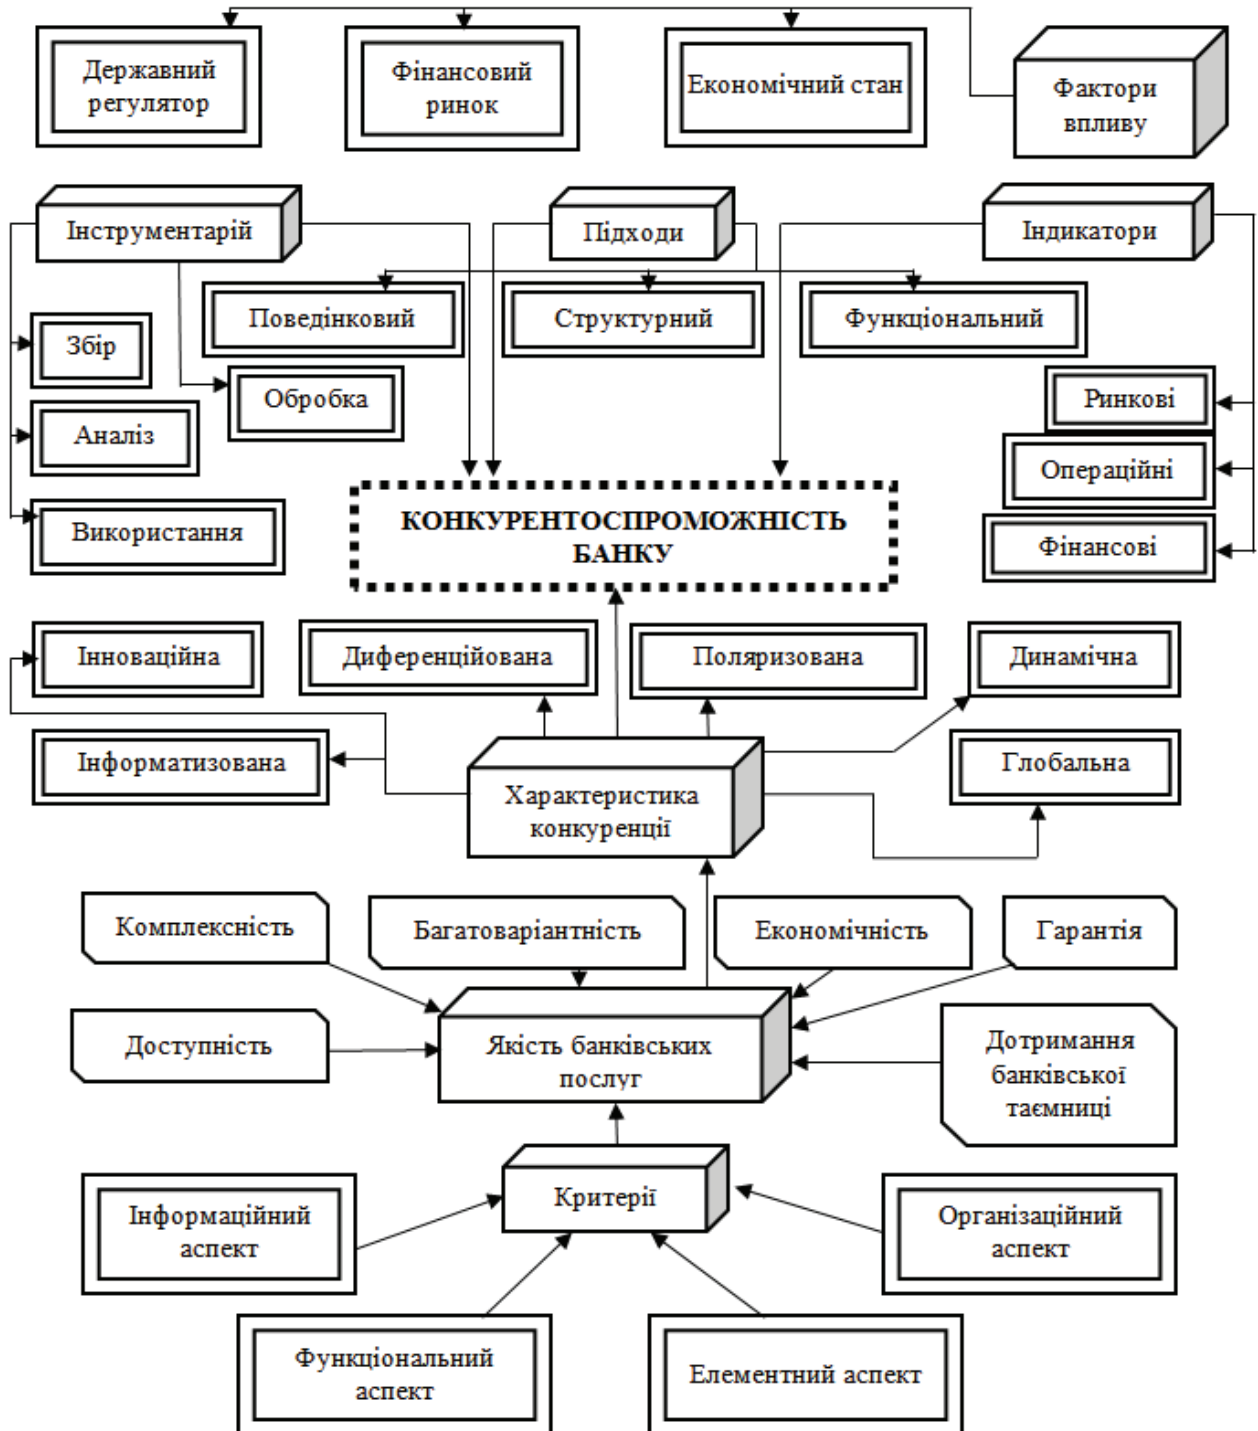 Державний
регулятор
Фінансовий
ринок
Економічний стан
Фактори
впливу
Інструментарій
Підходи
Індикатори
Поведінковий
Структурний
Функціональний
Збір
Обробка
Ринкові
Аналіз
Операційні
Використання
КОНКУРЕНТОСПРОМОЖНІСТЬ
БАНКУ
Фінансові
Інноваційна
Диференційована
Поляризована
Динамічна
Інформатизована
Характеристика
конкуренції
Глобальна
Комплексність
Багатоваріантність
Економічність
Гарантія
Доступність
Якість банківських
послуг
Дотримання
банківської
таємниці
Інформаційний
аспект
Критерії
Організаційний
аспект
Функціональний
аспект
Елементний аспект